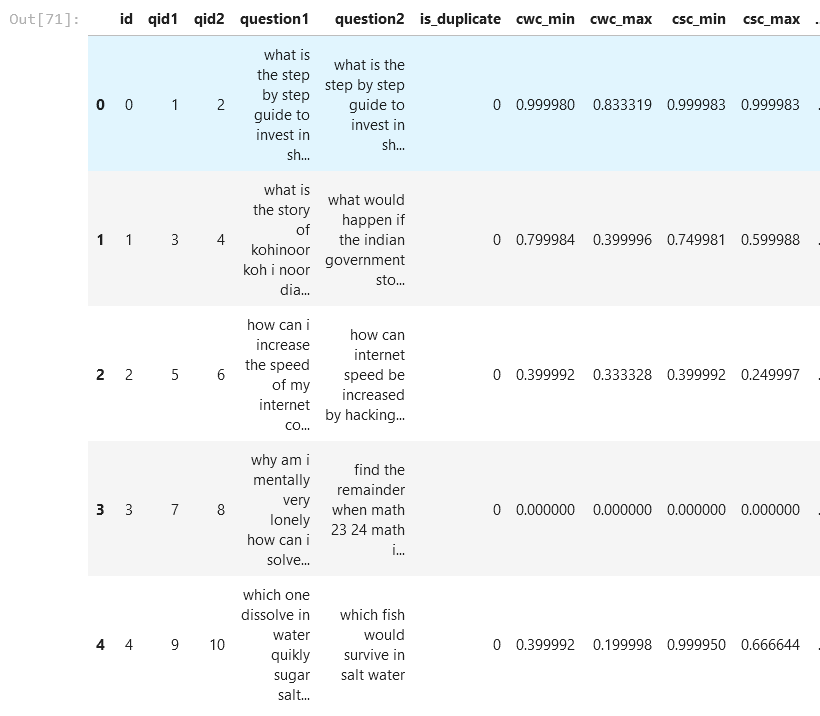 Out[71]:
id qid1 qid2 question1 question2 is_duplicate cwc_min cwc_max csc_min csc_max ..
0 0 1 2 what is the step by step guide to invest in sh... what is the step by step guide to invest in sh... 0 0.999980 0.833319 0.999983 0.999983 .
1 1 3 4 what is the story of kohinoor koh i noor dia... what would happen if the indian government sto... 0 0.799984 0.399996 0.749981 0.599988 .
2 2 5 6 how can i increase the speed of my internet co... how can internet speed be increased by hacking... 0 0.399992 0.333328 0.399992 0.249997 .
3 3 7 8 why am i mentally very lonely how can i solve... find the remainder when math 23 24 math i... 0 0.000000 0.000000 0.000000 0.000000 .
4 4 9 10 which one dissolve in water quikly sugar salt... which fish would survive in salt water 0 0.399992 0.199998 0.999950 0.666644 .